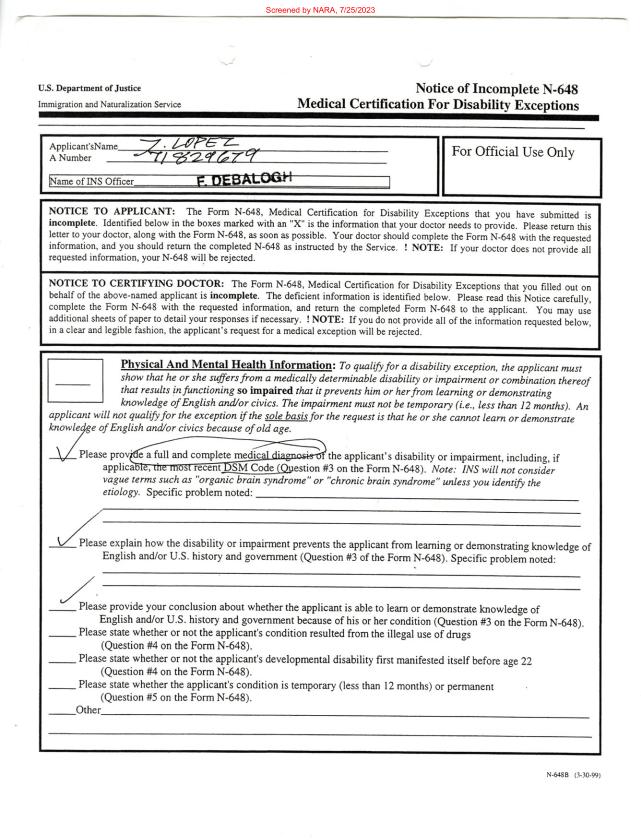 Screened by NARA, 7/25/2023
U.S. Department of Justice
Immigration and Naturalization Service
Notice of Incomplete N-648
Medical Certification For Disability Exceptions
Applicant'sName J. LOPEZ
A Number 71829679
Name of INS Officer F. DEBALOGH
For Official Use Only
NOTICE TO APPLICANT: The Form N-648, Medical Certification for Disability Exceptions that you have submitted is
incomplete. Identified below in the boxes marked with an "X" is the information that your doctor needs to provide. Please return this
letter to your doctor, along with the Form N-648, as soon as possible. Your doctor should complete the Form N-648 with the requested
information, and you should return the completed N-648 as instructed by the Service. ! NOTE: If your doctor does not provide all
requested information, your N-648 will be rejected.
NOTICE TO CERTIFYING DOCTOR: The Form N-648, Medical Certification for Disability Exceptions that you filled out on
behalf of the above-named applicant is incomplete. The deficient information is identified below. Please read this Notice carefully,
complete the Form N-648 with the requested information, and return the completed Form N-648 to the applicant. You may use
additional sheets of paper to detail your responses if necessary. ! NOTE: If you do not provide all of the information requested below,
in a clear and legible fashion, the applicant's request for a medical exception will be rejected.
Physical And Mental Health Information: To qualify for a disability exception, the applicant must
show that he or she suffers from a medically determinable disability or impairment or combination thereof
that results in functioning so impaired that it prevents him or her from learning or demonstrating
knowledge of English and/or civics. The impairment must not be temporary (i.e., less than 12 months). An
applicant will not qualify for the exception if the sole basis for the request is that he or she cannot learn or demonstrate
knowledge of English and/or civics because of old age.
Please provide a full and complete medical diagnosis of the applicant's disability or impairment, including, if
applicable, the most recent DSM Code (Question #3 on the Form N-648). Note: INS will not consider
vague terms such as "organic brain syndrome" or "chronic brain syndrome" unless you identify the
etiology. Specific problem noted:
Please explain how the disability or impairment prevents the applicant from learning or demonstrating knowledge of
English and/or U.S. history and government (Question #3 of the Form N-648). Specific problem noted:
Please provide your conclusion about whether the applicant is able to learn or demonstrate knowledge of
English and/or U.S. history and government because of his or her condition (Question #3 on the Form N-648).
Please state whether or not the applicant's condition resulted from the illegal use of drugs
(Question #4 on the Form N-648).
Please state whether or not the applicant's developmental disability first manifested itself before age 22
(Question #4 on the Form N-648).
Please state whether the applicant's condition is temporary (less than 12 months) or permanent
(Question #5 on the Form N-648).
Other
N-648B (3-30-99)